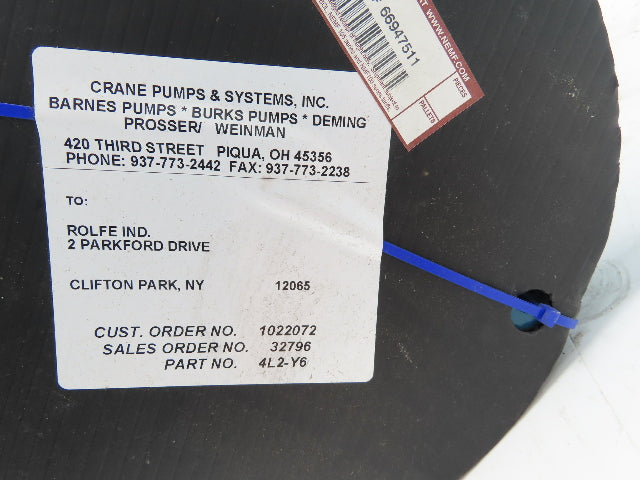 CRANE PUMPS & SYSTEMS, INC.
BARNES PUMPS * BURKS PUMPS * DEMING
PROSSER/ WEINMAN
420 THIRD STREET PIQUA, OH 45356
PHONE: 937-773-2442 FAX: 937-773-2238
TO:
ROLFE IND.
2 PARKFORD DRIVE
CLIFTON PARK, NY 12065
CUST. ORDER NO. 1022072
SALES ORDER NO. 32796
PART NO. 4L2-Y6
66947511
WWW.NEMF.COM
PIECES
PALLETS